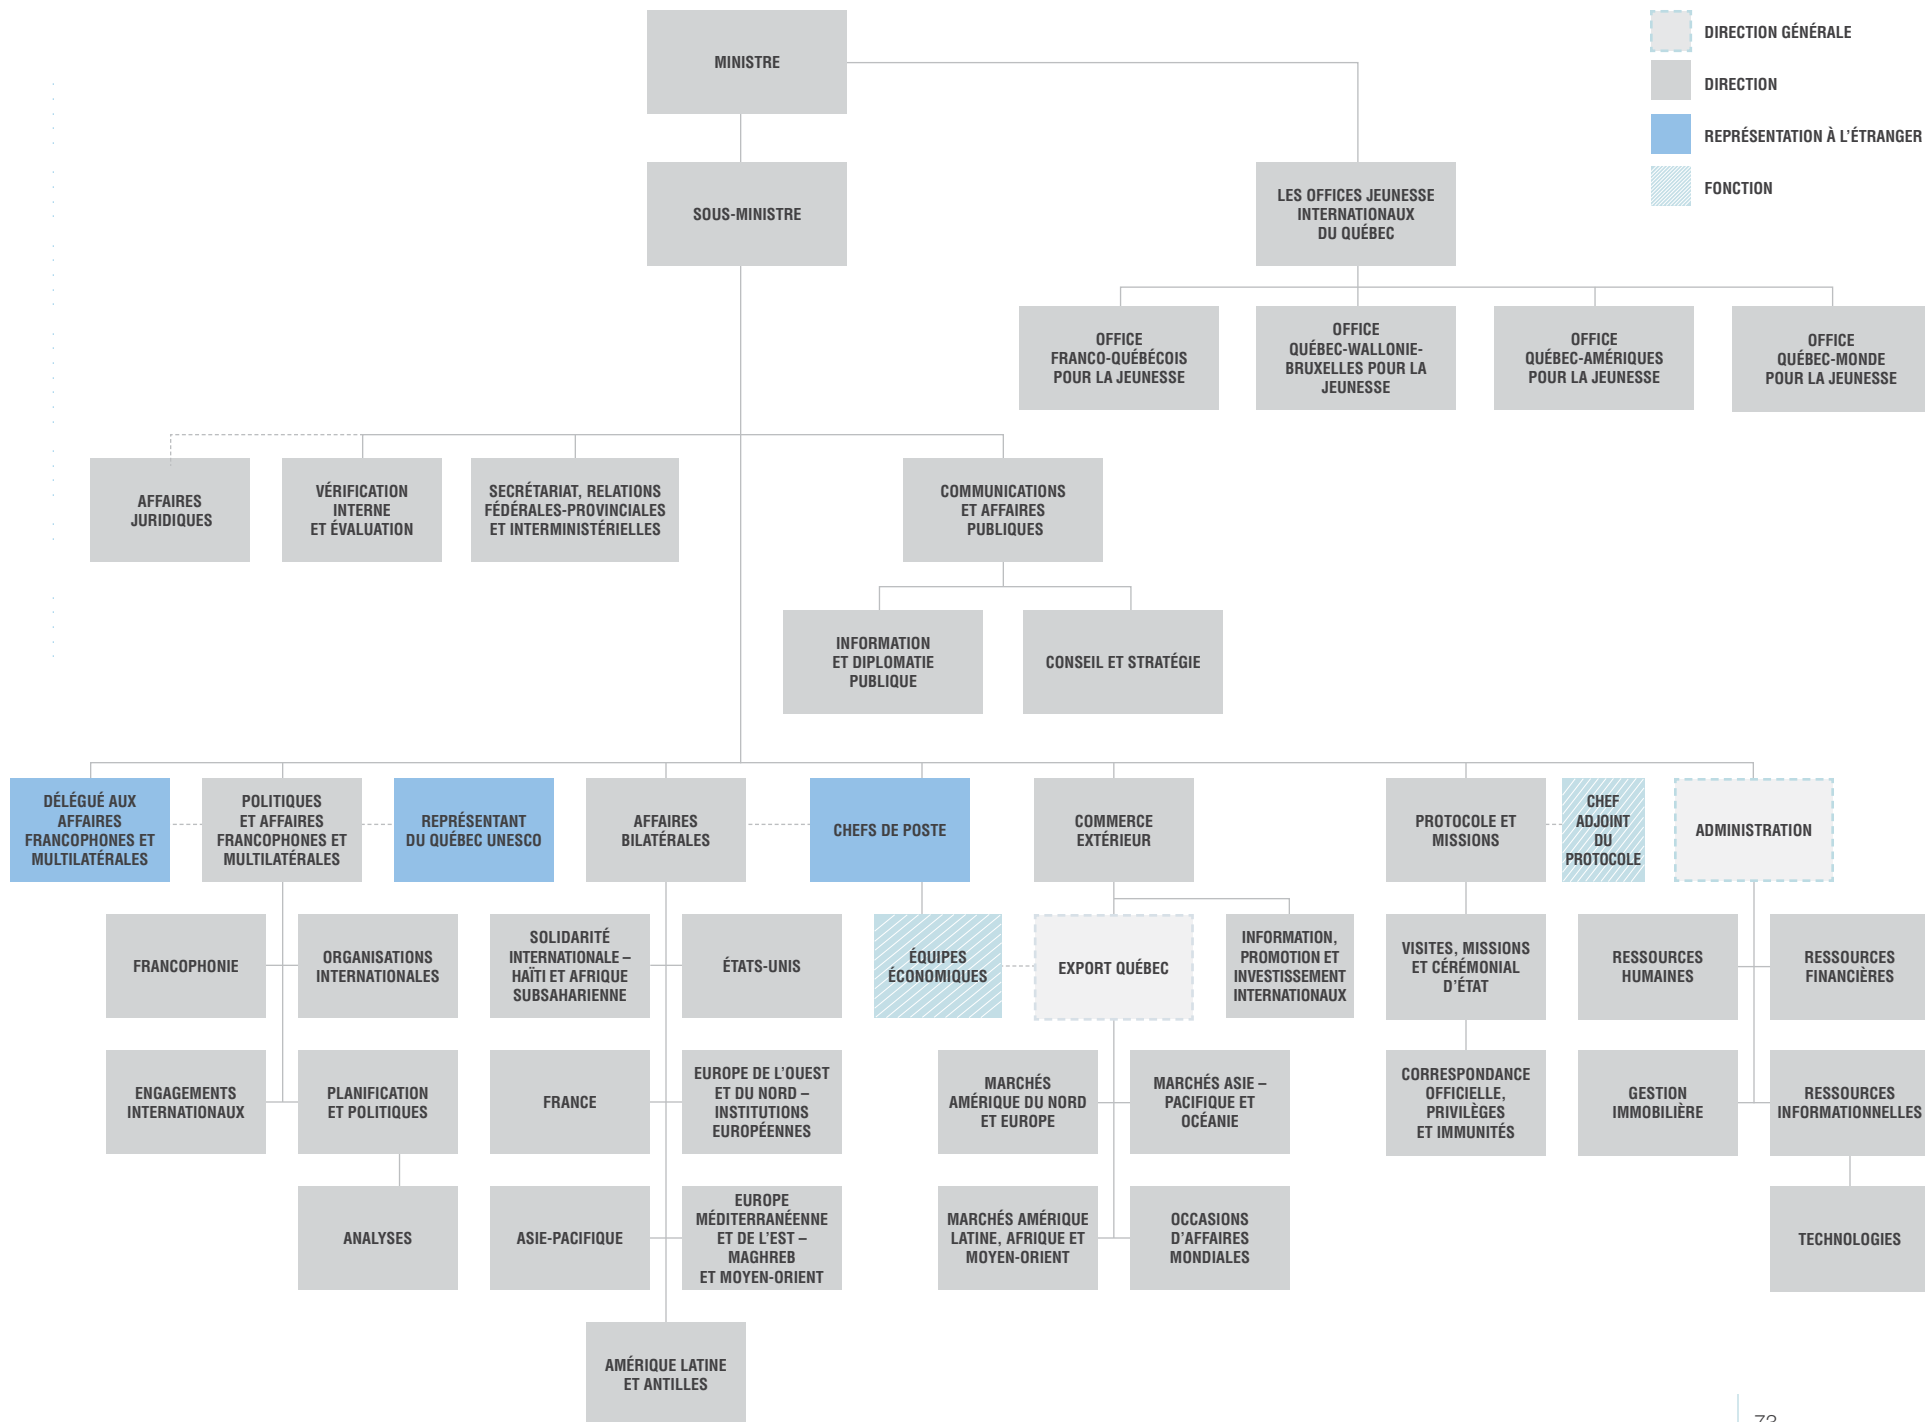 MINISTRE
DIRECTION GÉNÉRALE
DIRECTION
REPRÉSENTATION À L'ÉTRANGER
FONCTION
SOUS-MINISTRE
LES OFFICES JEUNESSE
INTERNATIONAUX
DU QUÉBEC
OFFICE
FRANCO-QUÉBÉCOIS
POUR LA JEUNESSE
OFFICE
QUÉBEC-WALLONIE-
BRUXELLES POUR LA
JEUNESSE
OFFICE
QUÉBEC-AMÉRIQUES
POUR LA JEUNESSE
OFFICE
QUÉBEC-MONDE
POUR LA JEUNESSE
AFFAIRES
JURIDIQUES
VÉRIFICATION
INTERNE
ET ÉVALUATION
SECRÉTARIAT, RELATIONS
FÉDÉRALES-PROVINCIALES
ET INTERMINISTÉRIELLES
COMMUNICATIONS
ET AFFAIRES
PUBLIQUES
INFORMATION
ET DIPLOMATIE
PUBLIQUE
CONSEIL ET STRATÉGIE
DÉLÉGUÉ AUX
AFFAIRES
FRANCOPHONES ET
MULTILATÉRALES
POLITIQUES
ET AFFAIRES
FRANCOPHONES ET
MULTILATÉRALES
REPRÉSENTANT
DU QUÉBEC UNESCO
AFFAIRES
BILATÉRALES
CHEFS DE POSTE
COMMERCE
EXTÉRIEUR
PROTOCOLE ET
MISSIONS
CHEF
ADJOINT
DU
PROTOCOLE
ADMINISTRATION
FRANCOPHONIE
ORGANISATIONS
INTERNATIONALES
SOLIDARITÉ
INTERNATIONALE –
HAÏTI ET AFRIQUE
SUBSAHARIENNE
ÉTATS-UNIS
ÉQUIPES
ÉCONOMIQUES
EXPORT QUÉBEC
INFORMATION,
PROMOTION ET
INVESTISSEMENT
INTERNATIONAUX
VISITES, MISSIONS
ET CÉRÉMONIAL
D'ÉTAT
RESSOURCES
HUMAINES
RESSOURCES
FINANCIÈRES
ENGAGEMENTS
INTERNATIONAUX
PLANIFICATION
ET POLITIQUES
FRANCE
EUROPE DE L'OUEST
ET DU NORD –
INSTITUTIONS
EUROPÉENNES
MARCHÉS
AMÉRIQUE DU NORD
ET EUROPE
MARCHÉS ASIE –
PACIFIQUE ET
OCÉANIE
CORRESPONDANCE
OFFICIELLE,
PRIVILÈGES
ET IMMUNITÉS
GESTION
IMMOBILIÈRE
RESSOURCES
INFORMATIONNELLES
ANALYSES
ASIE-PACIFIQUE
EUROPE
MÉDITERRANÉENNE
ET DE L'EST –
MAGHREB
ET MOYEN-ORIENT
MARCHÉS AMÉRIQUE
LATINE, AFRIQUE ET
MOYEN-ORIENT
OCCASIONS
D'AFFAIRES
MONDIALES
TECHNOLOGIES
AMÉRIQUE LATINE
ET ANTILLES